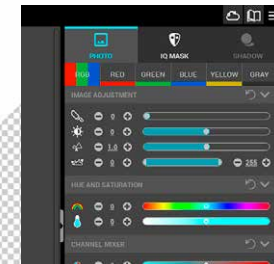 PHOTO IQ MASK SHADOW
RGB RED GREEN BLUE YELLOW GRAY
IMAGE ADJUSTMENT
0
0
1.0
0 255
HUE AND SATURATION
0
0
CHANNEL MIXER